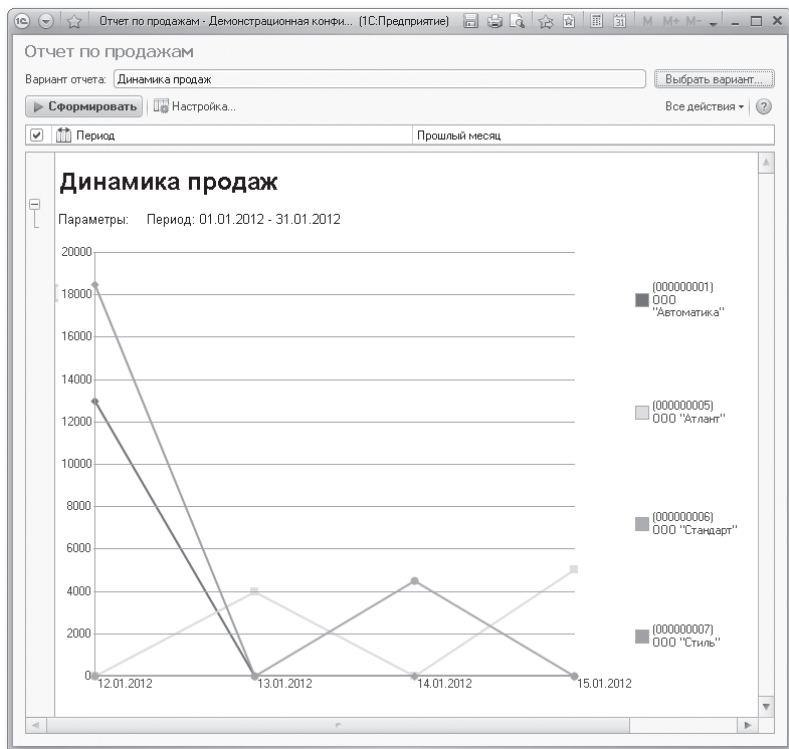 Отчет по продажам - Демонстрационная конфи... (1С:Предприятие)
M M+ M-
Отчет по продажам
Вариант отчета: Динамика продаж Выбрать вариант...
Сформировать Настройка... Все действия
Период Прошлый месяц
Динамика продаж
Параметры: Период: 01.01.2012 - 31.01.2012
20000
18000
16000
14000
12000
10000
8000
6000
4000
2000
0
12.01.2012 13.01.2012 14.01.2012 15.01.2012
(000000001)
ООО
"Автоматика"
(000000005)
ООО "Атлант"
(000000006)
ООО "Стандарт"
(000000007)
ООО "Стиль"